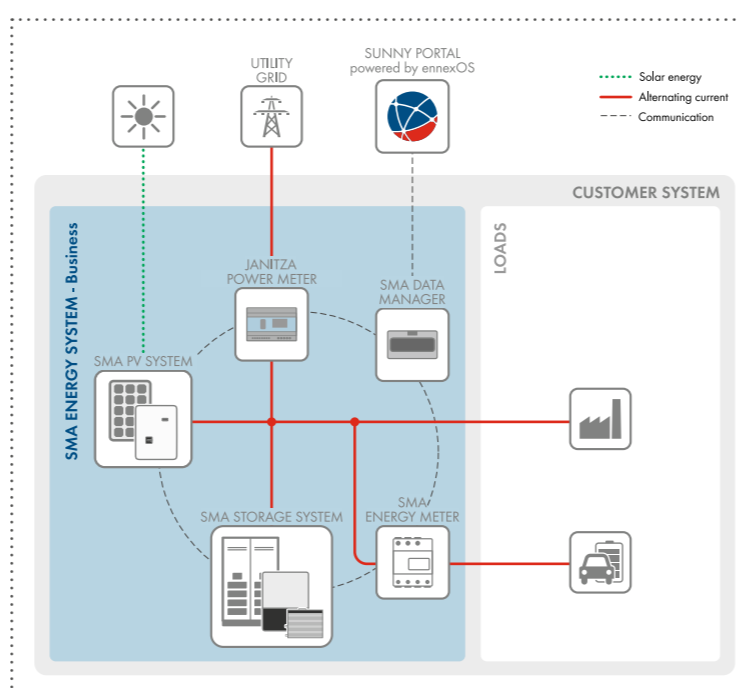 UTILITY
GRID
SUNNY PORTAL
powered by ennexOS
Solar energy
Alternating current
Communication
CUSTOMER SYSTEM
SMA ENERGY SYSTEM - Business
LOADS
JANITZA
POWER METER
SMA DATA
MANAGER
SMA PV SYSTEM
SMA STORAGE SYSTEM
SMA
ENERGY METER